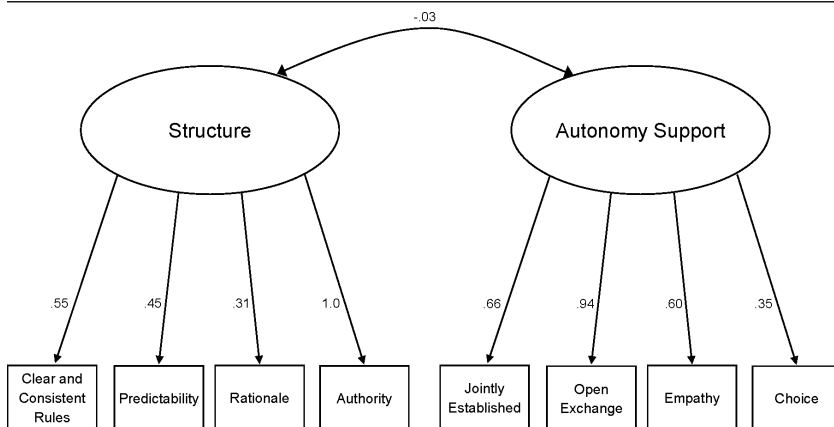 -.03
Structure
Autonomy Support
.55
.45
.31
1.0
.66
.94
.60
.35
Clear and
Consistent
Rules
Predictability
Rationale
Authority
Jointly
Established
Open
Exchange
Empathy
Choice